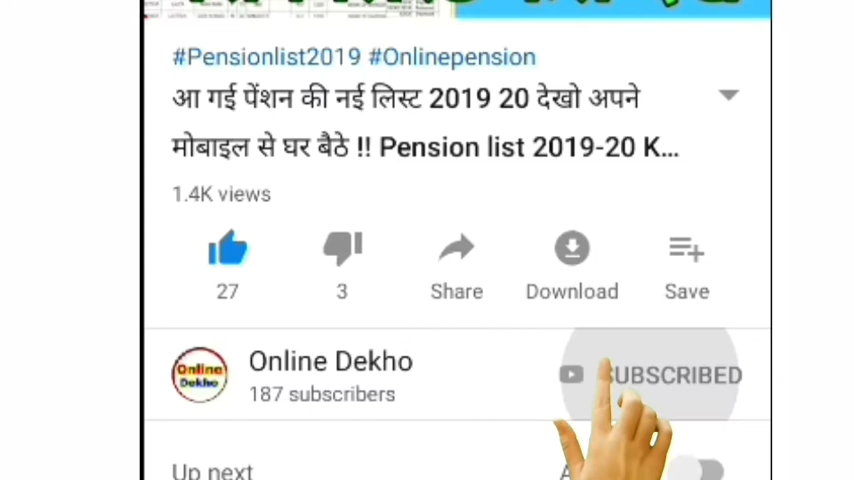 #Pensionlist2019 #Onlinepension
आ गई पेंशन की नई लिस्ट 2019 20 देखो अपने
मोबाइल से घर बैठे !! Pension list 2019-20 K...
1.4K views
27 3 Share Download Save
Online Dekho
Online Dekho
187 subscribers
SUBSCRIBED
Up next